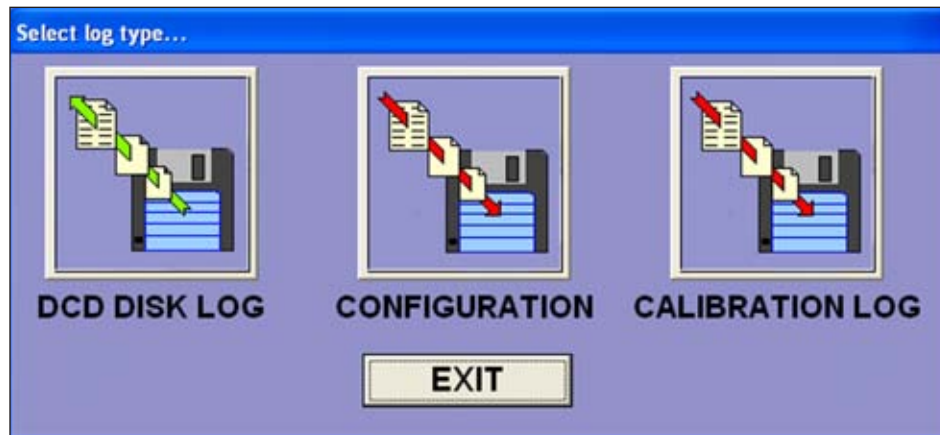 Select log type...
DCD DISK LOG
CONFIGURATION
CALIBRATION LOG
EXIT